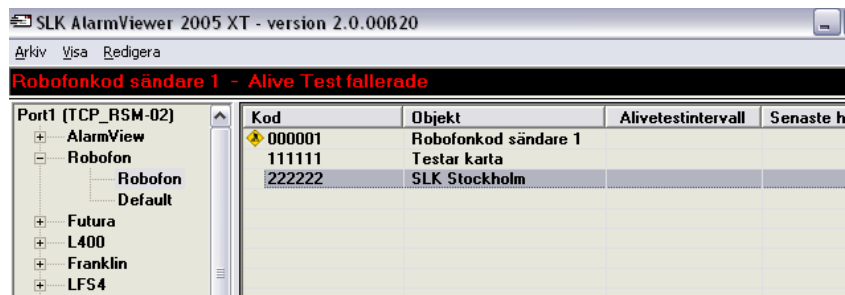 SLK AlarmViewer 2005 XT - version 2.0.00ß20
Arkiv Visa Redigera
Robofonkod sändare 1 - Alive Test fallerade
Port1 (TCP_RSM-02)
AlarmView
Robofon
Robofon
Default
Futura
L400
Franklin
LFS4
Kod Objekt Alivetestintervall Senaste h
000001 Robofonkod sändare 1
111111 Testar karta
222222 SLK Stockholm